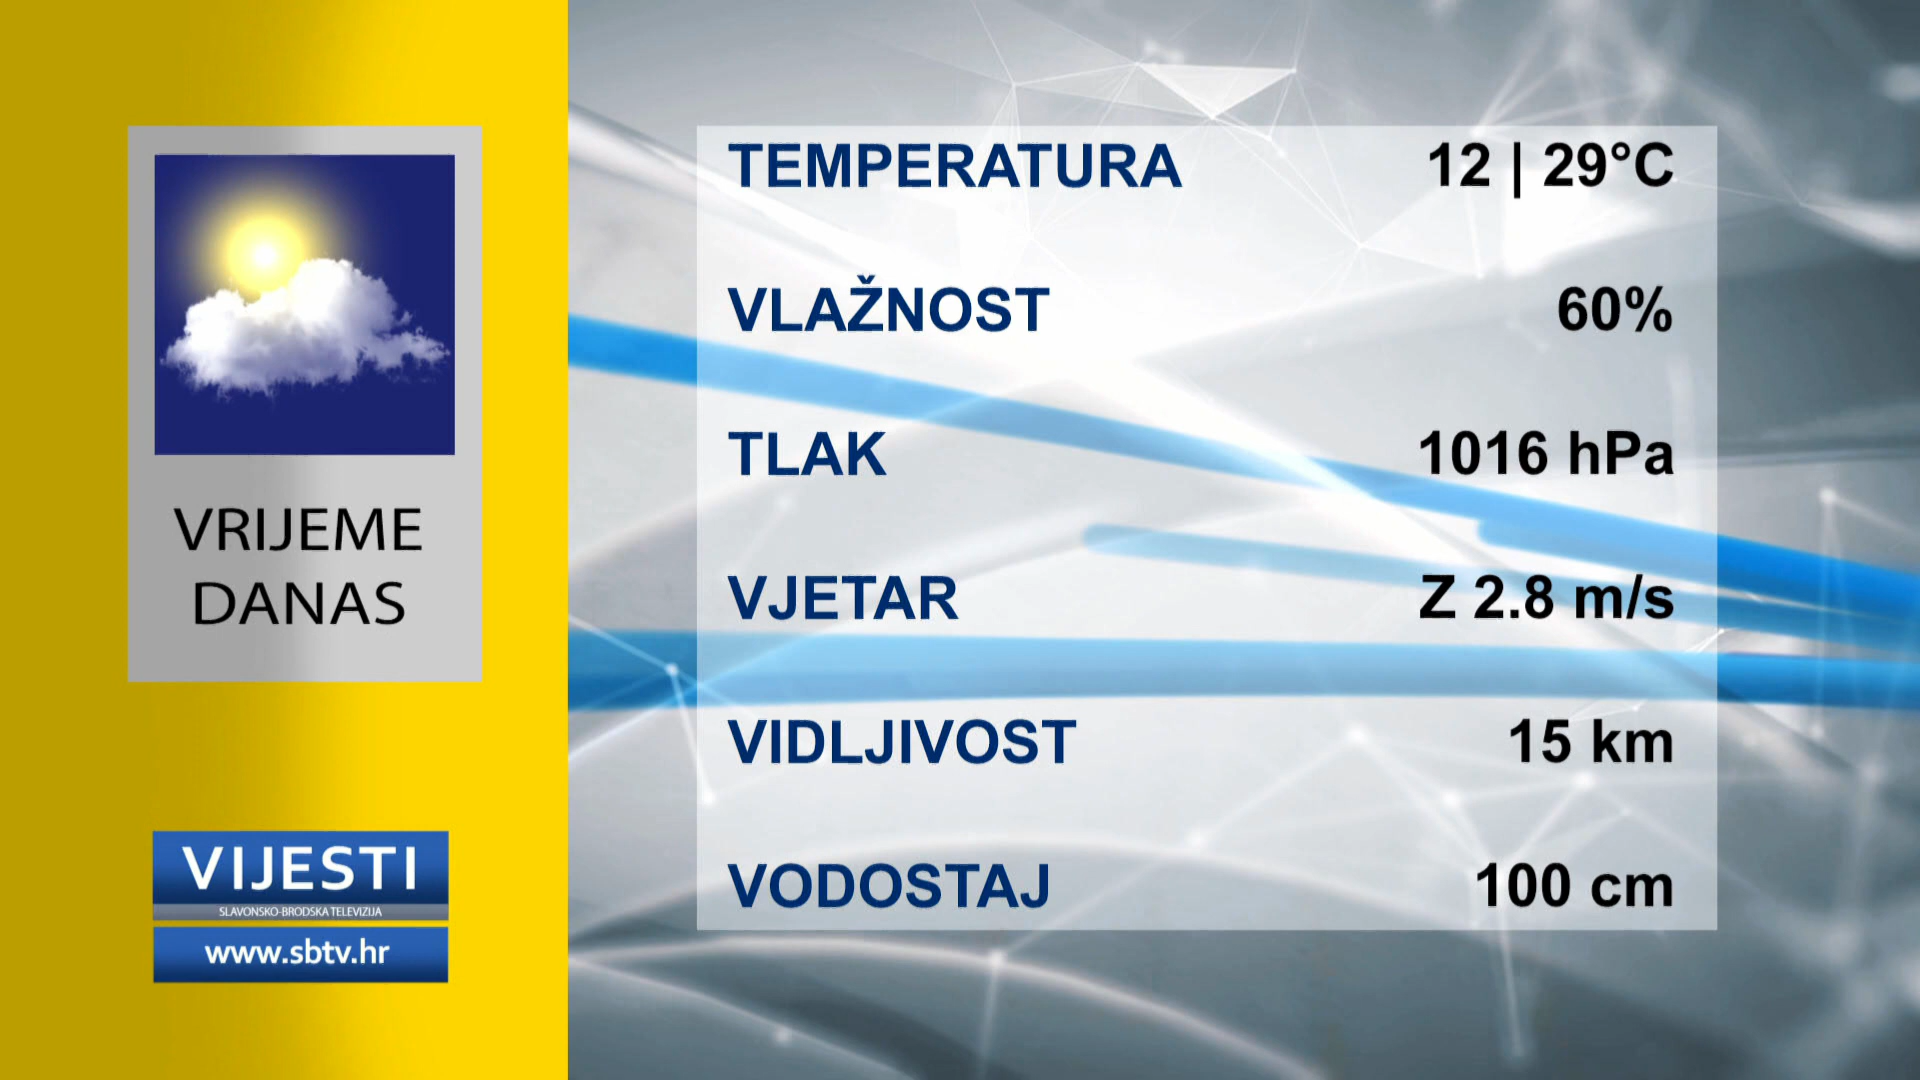 VRIJEME
DANAS
VIJESTI
SLAVONSKO-BRODSKA TELEVIZIJA
www.sbtv.hr
TEMPERATURA 12 | 29°C
VLAŽNOST 60%
TLAK 1016 hPa
VJETAR Z 2.8 m/s
VIDLJIVOST 15 km
VODOSTAJ 100 cm